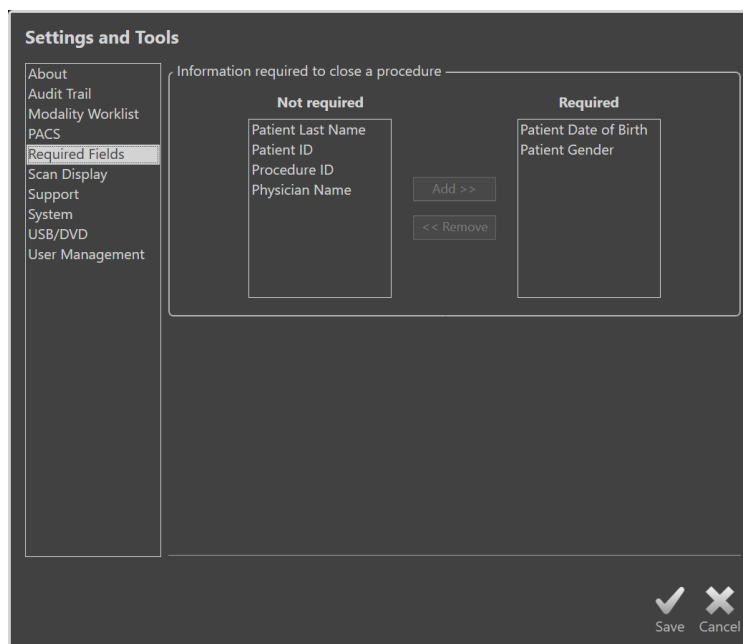 Settings and Tools
About
Audit Trail
Modality Worklist
PACS
Required Fields
Scan Display
Support
System
USB/DVD
User Management
Information required to close a procedure
Not required
Patient Last Name
Patient ID
Procedure ID
Physician Name
Add >>
<< Remove
Required
Patient Date of Birth
Patient Gender
Save
Cancel